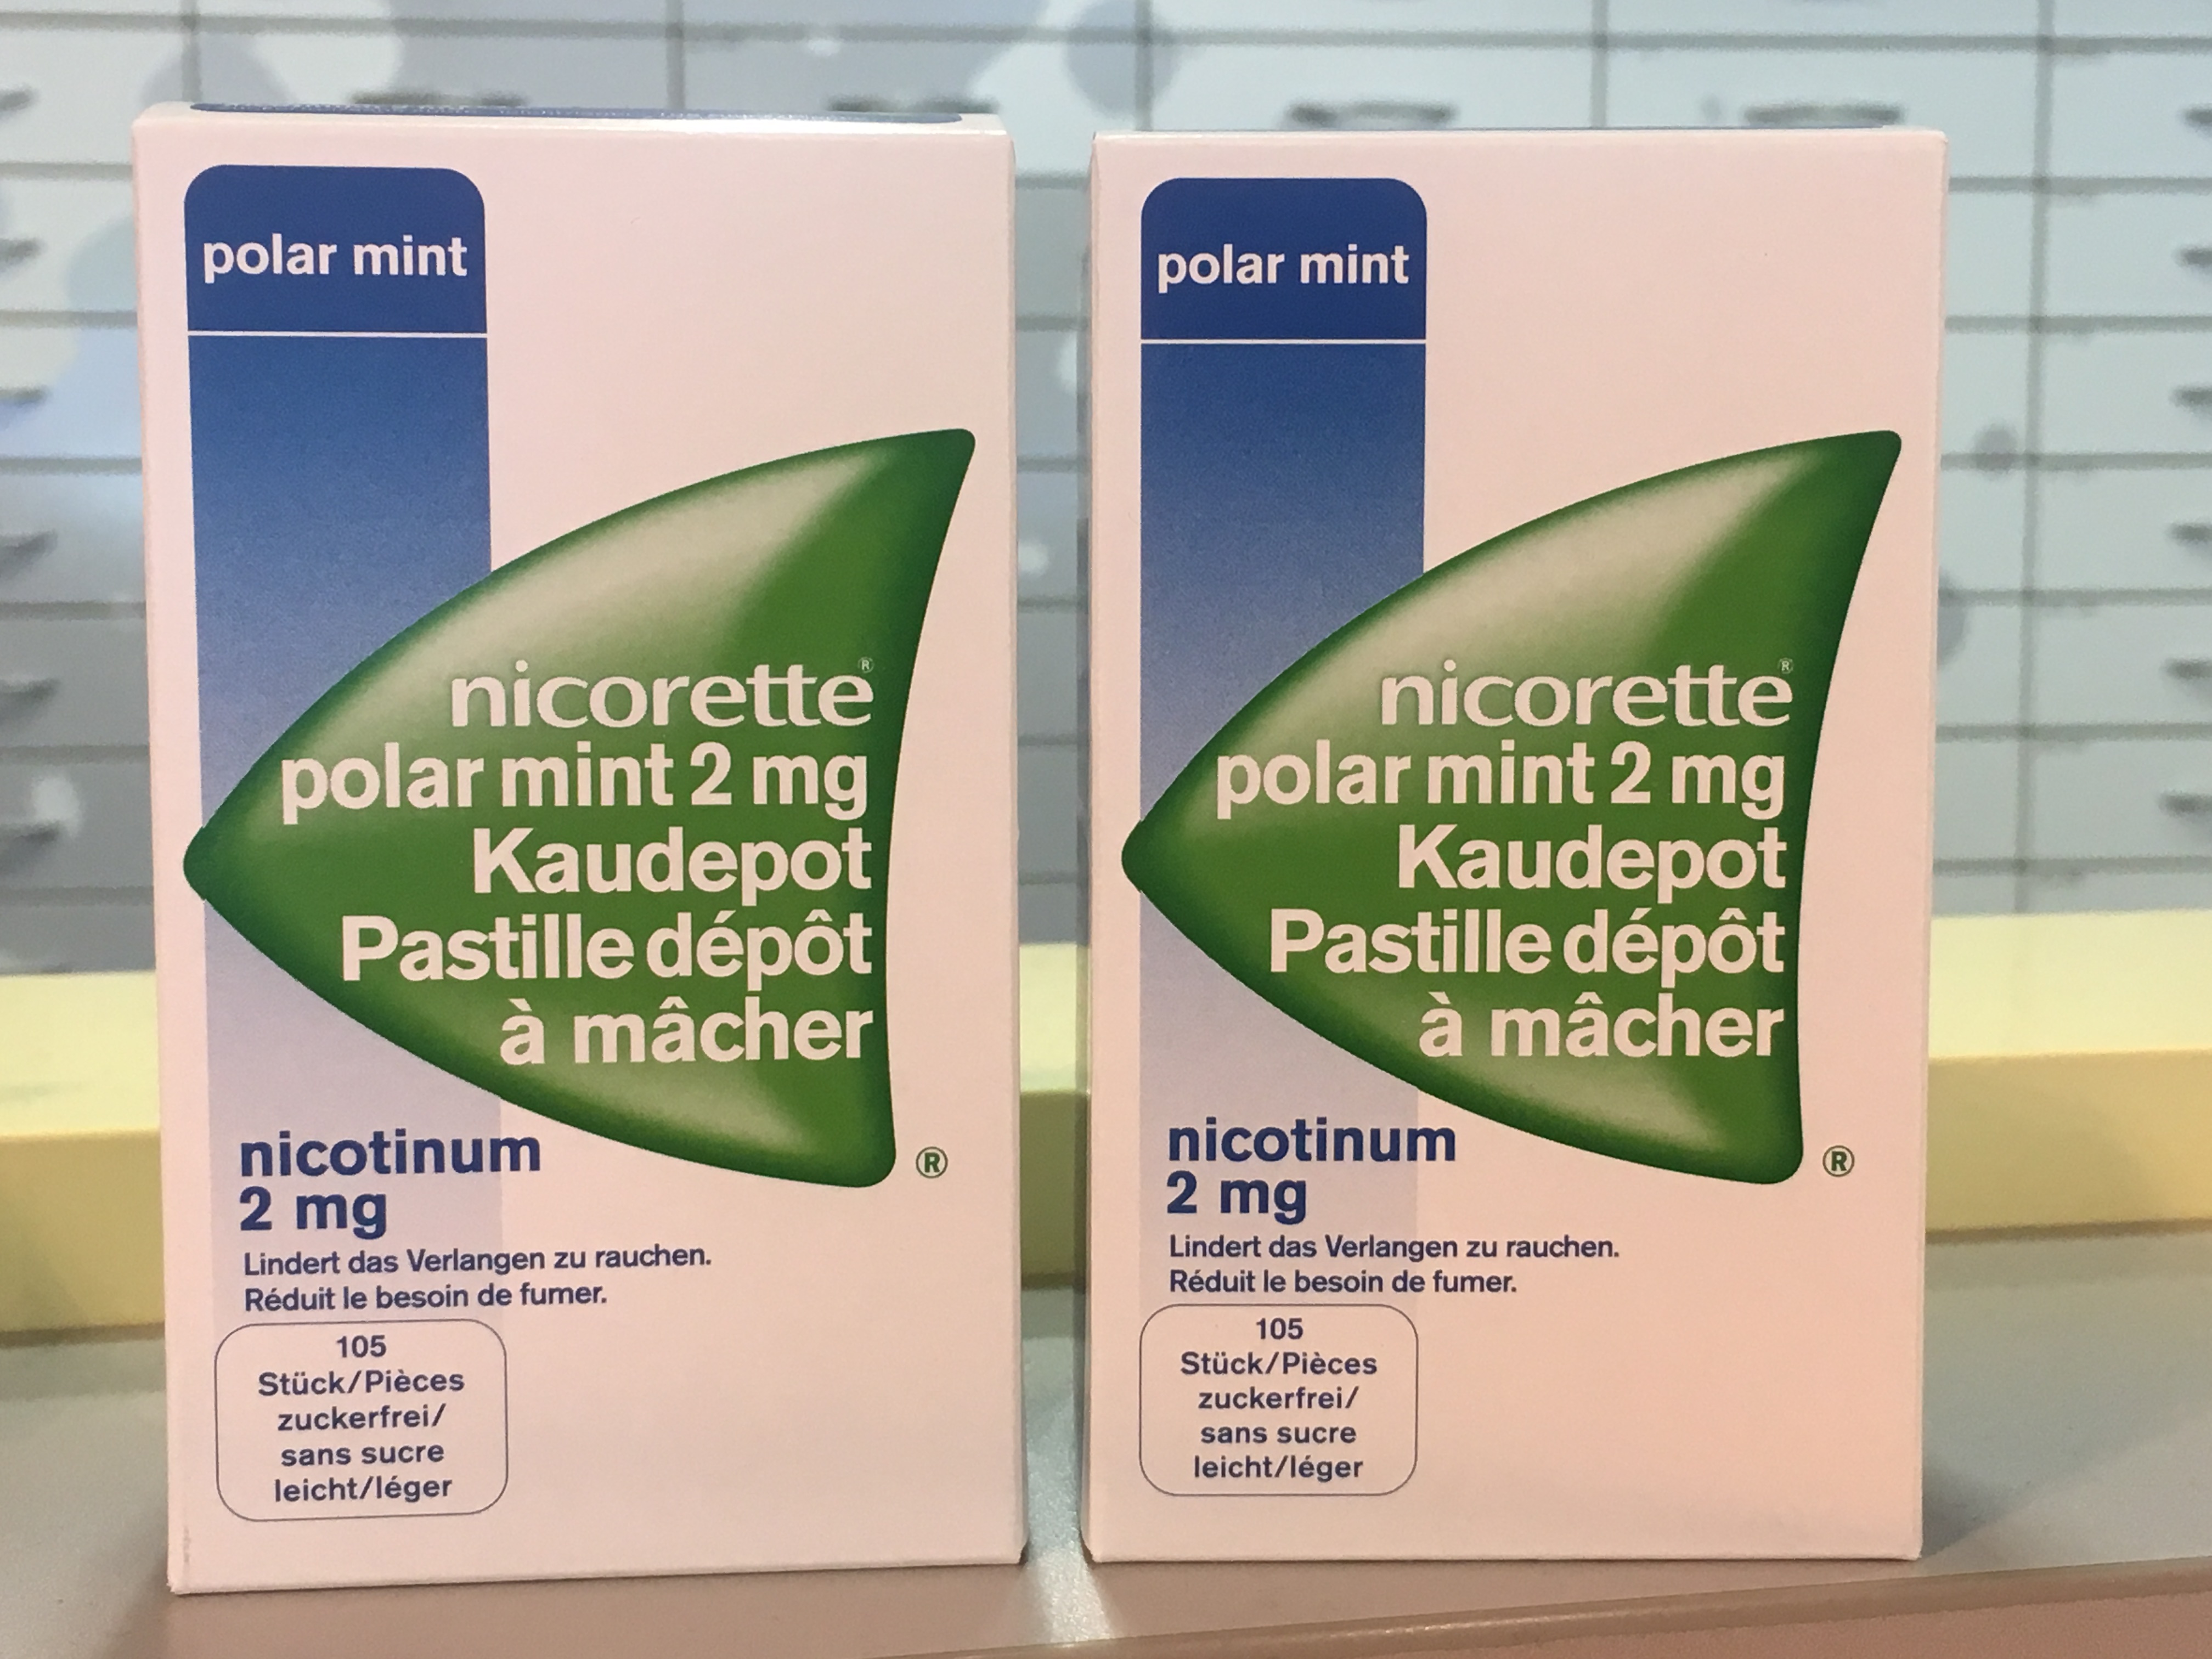 polar mint
nicorette®
polar mint 2 mg
Kaudepot
Pastille dépôt
à mâcher
®
nicotinum
2 mg
Lindert das Verlangen zu rauchen.
Réduit le besoin de fumer.
105
Stück/Pièces
zuckerfrei/
sans sucre
leicht/léger
polar mint
nicorette®
polar mint 2 mg
Kaudepot
Pastille dépôt
à mâcher
®
nicotinum
2 mg
Lindert das Verlangen zu rauchen.
Réduit le besoin de fumer.
105
Stück/Pièces
zuckerfrei/
sans sucre
leicht/léger